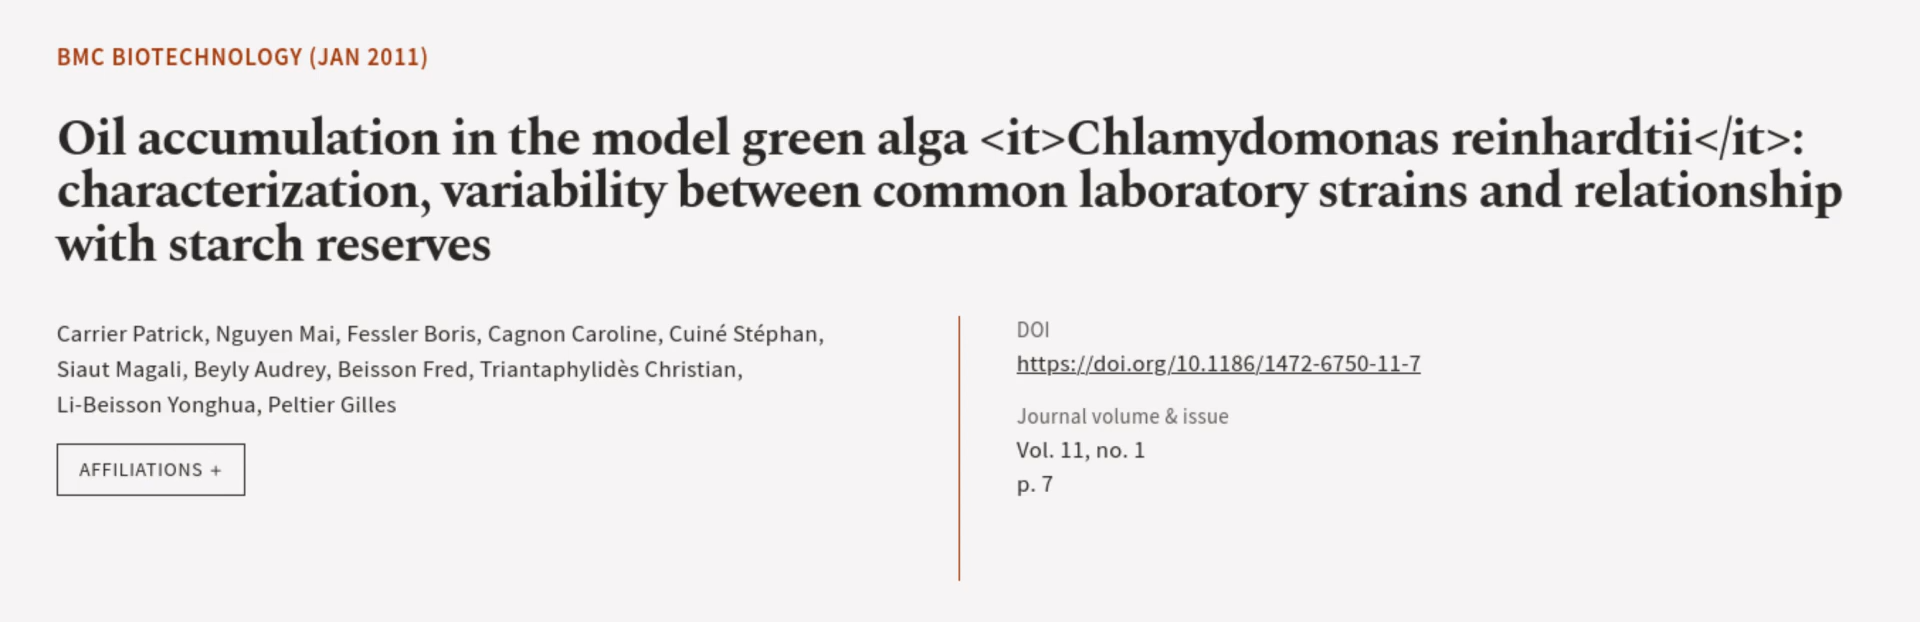 BMC BIOTECHNOLOGY (JAN 2011)
Oil accumulation in the model green alga <it>Chlamydomonas reinhardtii</it>:
characterization, variability between common laboratory strains and relationship
with starch reserves
Carrier Patrick, Nguyen Mai, Fessler Boris, Cagnon Caroline, Cuiné Stéphan,
Siaut Magali, Beyly Audrey, Beisson Fred, Triantaphylidès Christian,
Li-Beisson Yonghua, Peltier Gilles
AFFILIATIONS +
DOI
https://doi.org/10.1186/1472-6750-11-7
Journal volume & issue
Vol. 11, no. 1
p. 7